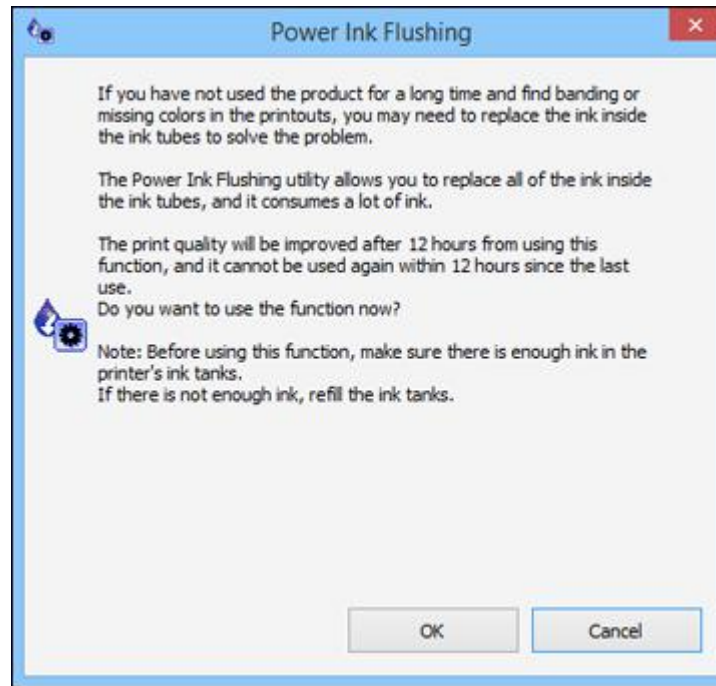 Power Ink Flushing
If you have not used the product for a long time and find banding or
missing colors in the printouts, you may need to replace the ink inside
the ink tubes to solve the problem.
The Power Ink Flushing utility allows you to replace all of the ink inside
the ink tubes, and it consumes a lot of ink.
The print quality will be improved after 12 hours from using this
function, and it cannot be used again within 12 hours since the last
use.
Do you want to use the function now?
Note: Before using this function, make sure there is enough ink in the
printer's ink tanks.
If there is not enough ink, refill the ink tanks.
OK
Cancel